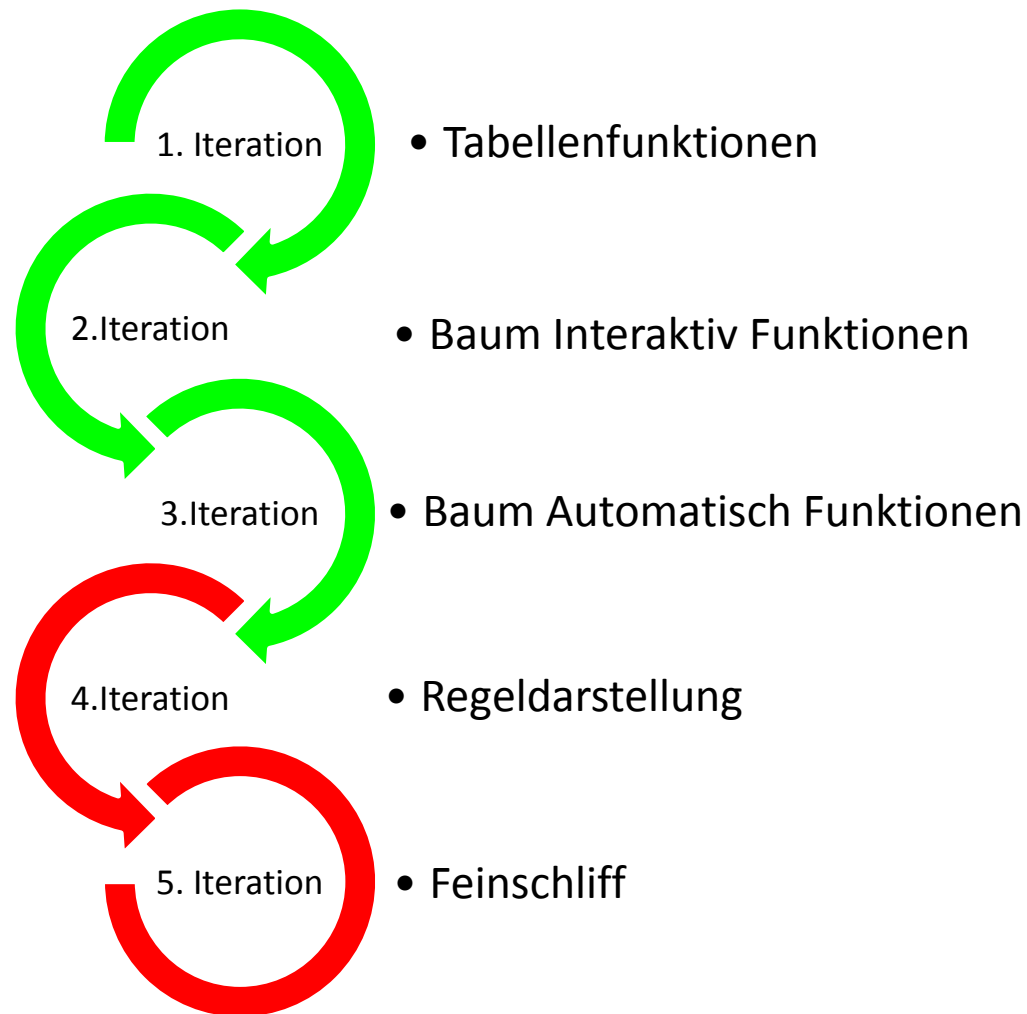 1. Iteration
• Tabellenfunktionen
2.Iteration
• Baum Interaktiv Funktionen
3.Iteration
• Baum Automatisch Funktionen
4.Iteration
• Regeldarstellung
5. Iteration
• Feinschliff